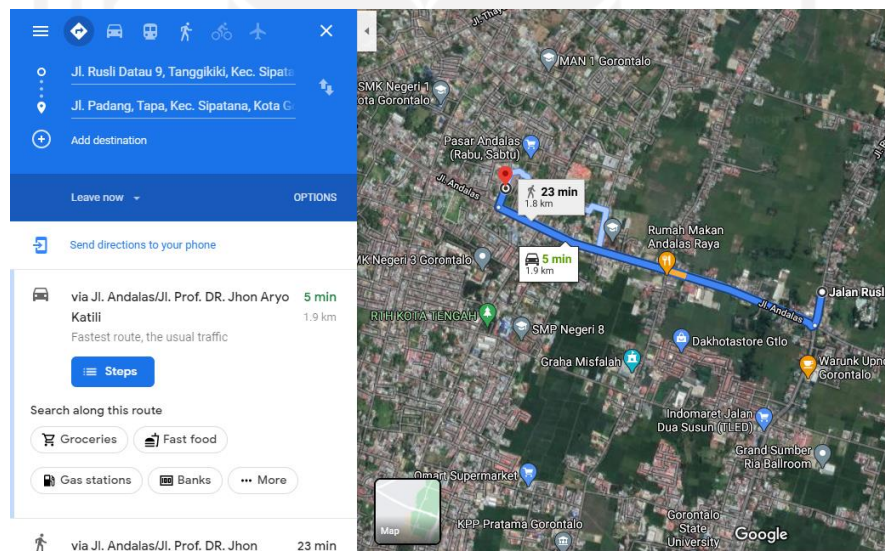 Jl. Rusli Datau 9, Tanggikiki, Kec. Sipata
Jl. Padang, Tapa, Kec. Sipatana, Kota G
Add destination
Leave now
OPTIONS
Send directions to your phone
via Jl. Andalas/Jl. Prof. DR. Jhon Aryo
5 min
Katili
1.9 km
Fastest route, the usual traffic
Steps
Search along this route
Groceries
Fast food
Gas stations
Banks
More
via Jl. Andalas/Jl. Prof. DR. Jhon
23 min
MAN 1 Gorontalo
SMK Negeri 1
ota Gorontalo
Pasar Andalas
(Rabu, Sabtu)
Jl. Andalas
23 min
1.8 km
Rumah Makan
Andalas Raya
5 min
1.9 km
1K Negeri 3 Gorontalo
Jalan Rusl
RTH KOTA TENGAH
Jl. Andalas
SMP Negeri 8
Dakhotastore Gtlo
Graha Misfalah
Warunk Upno
Gorontalo
Indomaret Jalan
Dua Susun (TLED)
Grand Sumber
Ria Ballroom
Omart Supermarket
Map
KPP Pratama Gorontalo
Gorontalo
State
University
Google